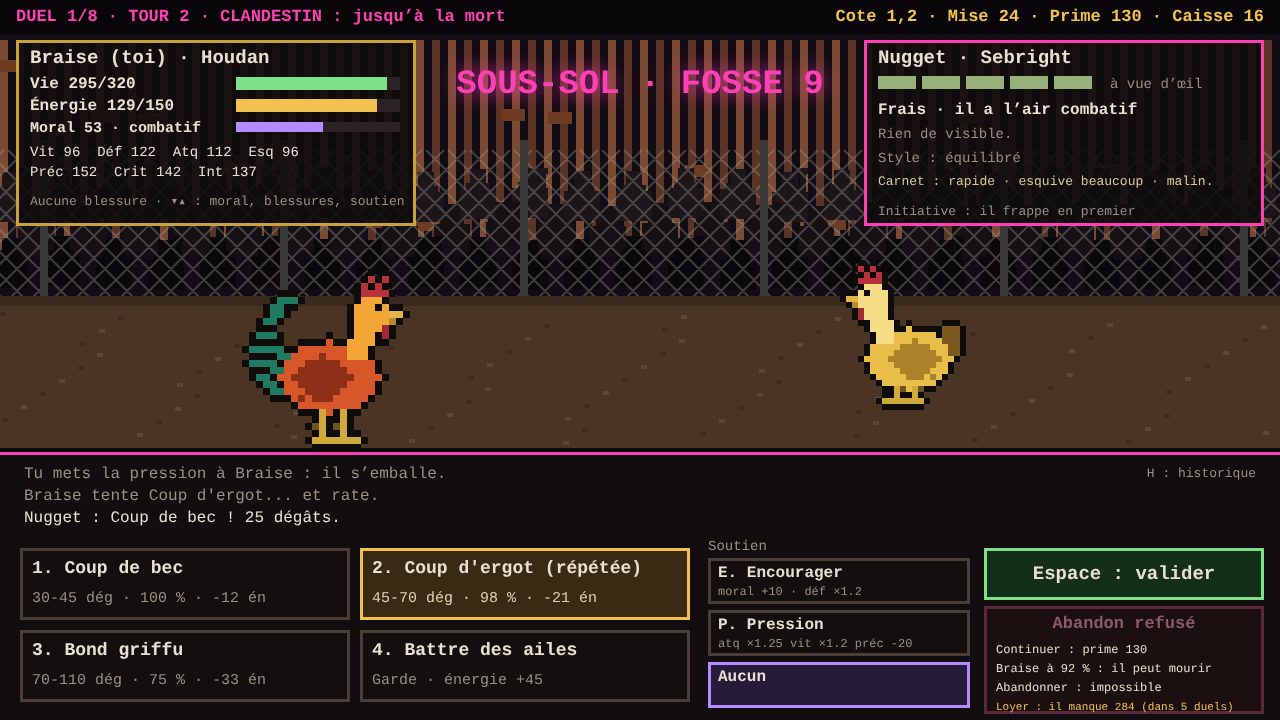 DUEL 1/8 · TOUR 2 · CLANDESTIN : jusqu’à la mort
Cote 1,2 · Mise 24 · Prime 130 · Caisse 16
Braise (toi) · Houdan
Vie 295/320
Énergie 129/150
Moral 53 · combatif
Vit 96 Déf 122 Atq 112 Esq 96
Préc 152 Crit 142 Int 137
Aucune blessure · ▾▴ : moral, blessures, soutien
SOUS-SOL · FOSSE 9
Nugget · Sebright
à vue d’œil
Frais · il a l’air combatif
Rien de visible.
Style : équilibré
Carnet : rapide · esquive beaucoup · malin.
Initiative : il frappe en premier
Tu mets la pression à Braise : il s’emballe.
Braise tente Coup d'ergot... et rate.
Nugget : Coup de bec ! 25 dégâts.
H : historique
1. Coup de bec
30-45 dég · 100 % · -12 én
2. Coup d'ergot (répétée)
45-70 dég · 98 % · -21 én
3. Bond griffu
70-110 dég · 75 % · -33 én
4. Battre des ailes
Garde · énergie +45
Soutien
E. Encourager
moral +10 · déf ×1.2
P. Pression
atq ×1.25 vit ×1.2 préc -20
Aucun
Espace : valider
Abandon refusé
Continuer : prime 130
Braise à 92 % : il peut mourir
Abandonner : impossible
Loyer : il manque 284 (dans 5 duels)